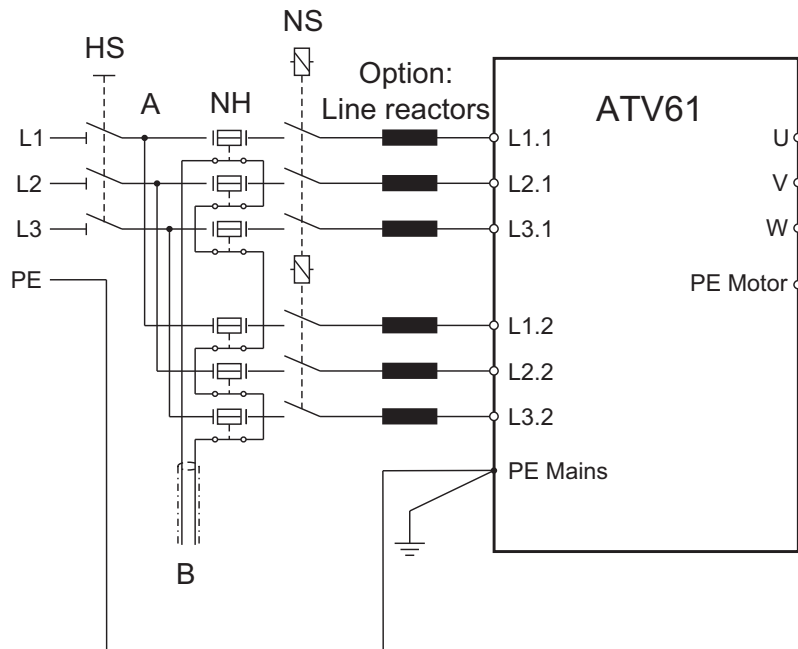 HS
NS
A
NH
Option:
Line reactors
ATV61
L1
L1.1
U
L2
L2.1
V
L3
L3.1
W
PE
PE Motor
L1.2
L2.2
L3.2
PE Mains
B